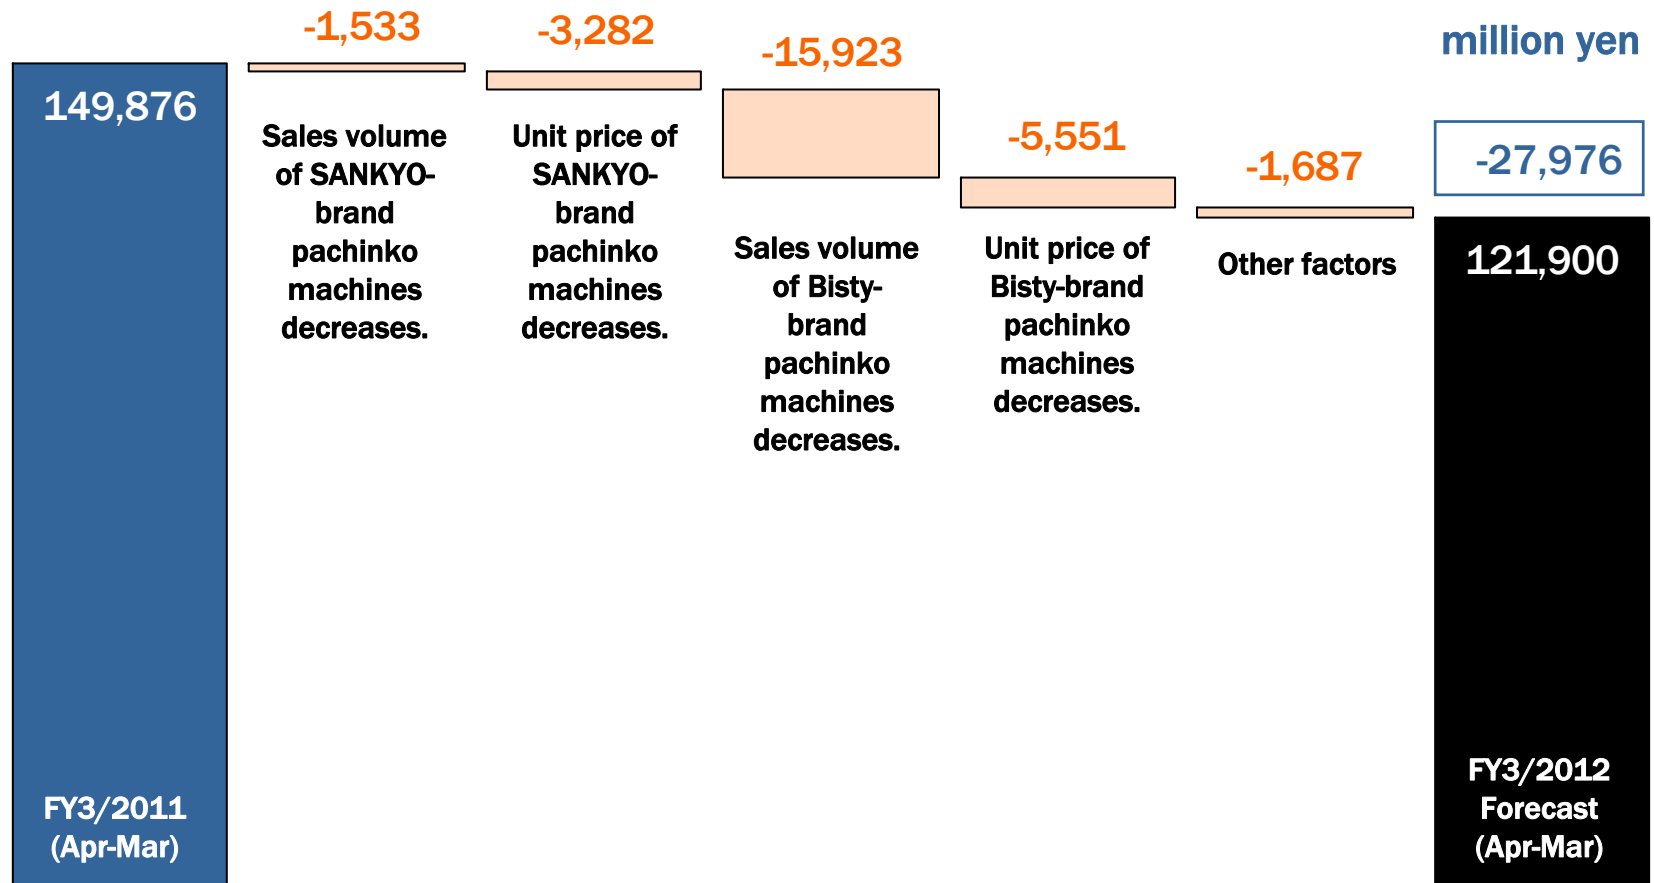 149,876
FY3/2011
(Apr-Mar)
-1,533
Sales volume
of SANKYO-
brand
pachinko
machines
decreases.
-3,282
Unit price of
SANKYO-
brand
pachinko
machines
decreases.
-15,923
Sales volume
of Bisty-
brand
pachinko
machines
decreases.
-5,551
Unit price of
Bisty-brand
pachinko
machines
decreases.
-1,687
Other factors
million yen
-27,976
121,900
FY3/2012
Forecast
(Apr-Mar)